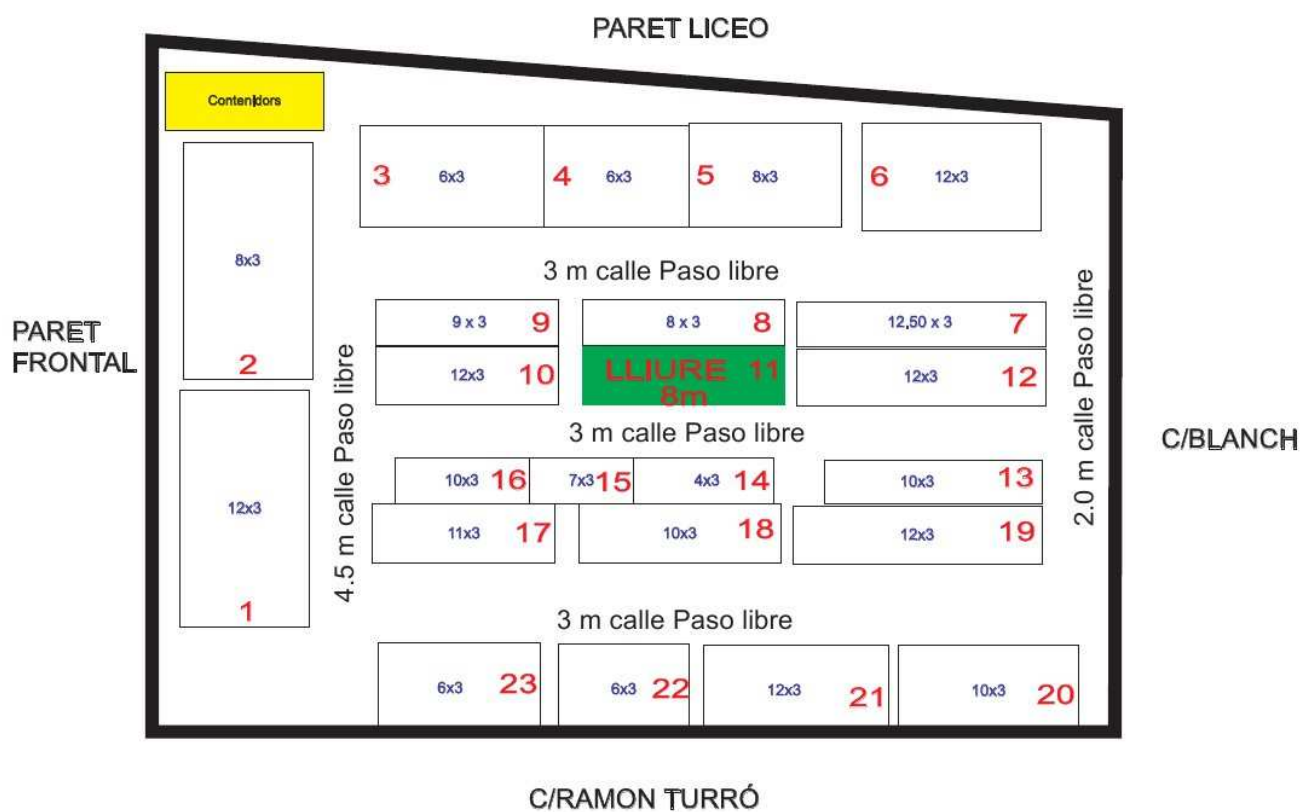 PARET LICEO
Contenidors
3 6x3
4 6x3
5 8x3
6 12x3
8x3
2
3 m calle Paso libre
9 x 3 9
8 x 3 8
12,50 x 3 7
PARET
FRONTAL
12x3 10
LLIURE 11
8m
12x3 12
4.5 m calle Paso libre
2.0 m calle Paso libre
3 m calle Paso libre
C/BLANCH
10x3 16
7x3 15
4x3 14
10x3 13
12x3
1
11x3 17
10x3 18
12x3 19
3 m calle Paso libre
6x3 23
6x3 22
12x3 21
10x3 20
C/RAMON TURRÓ